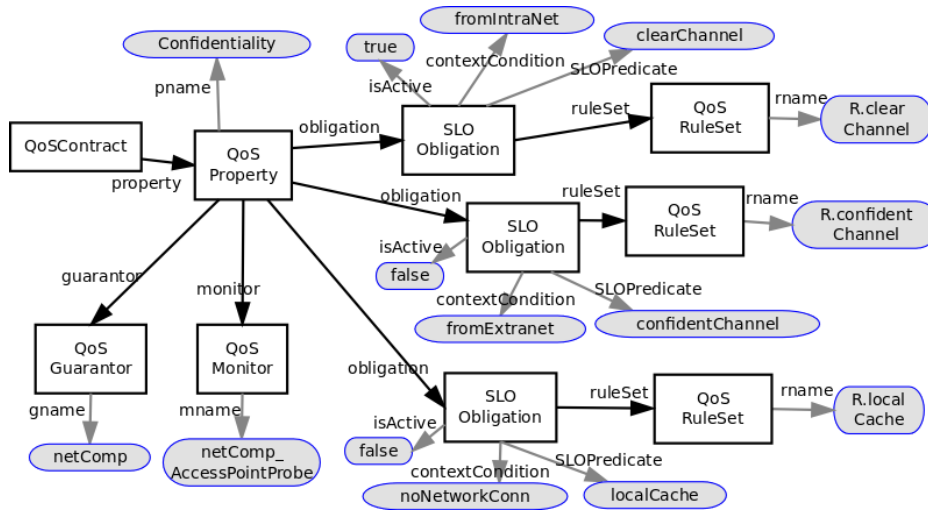 fromIntraNet
Confidentiality
true
clearChannel
contextCondition
SLOPredicate
isActive
pname
rname
ruleSet
QoS
RuleSet
R.clear
Channel
obligation
SLO
Obligation
QoSContract
QoS
Property
property
obligation
ruleSet
rname
QoS
RuleSet
R.confident
Channel
SLO
Obligation
isActive
false
guarantor
monitor
contextCondition
SLOPredicate
fromExtranet
confidentChannel
QoS
Guarantor
QoS
Monitor
obligation
SLO
Obligation
ruleSet
QoS
RuleSet
rname
R.local
Cache
gname
mname
isActive
false
netComp
netComp_
AccessPointProbe
contextCondition
SLOPredicate
noNetworkConn
localCache